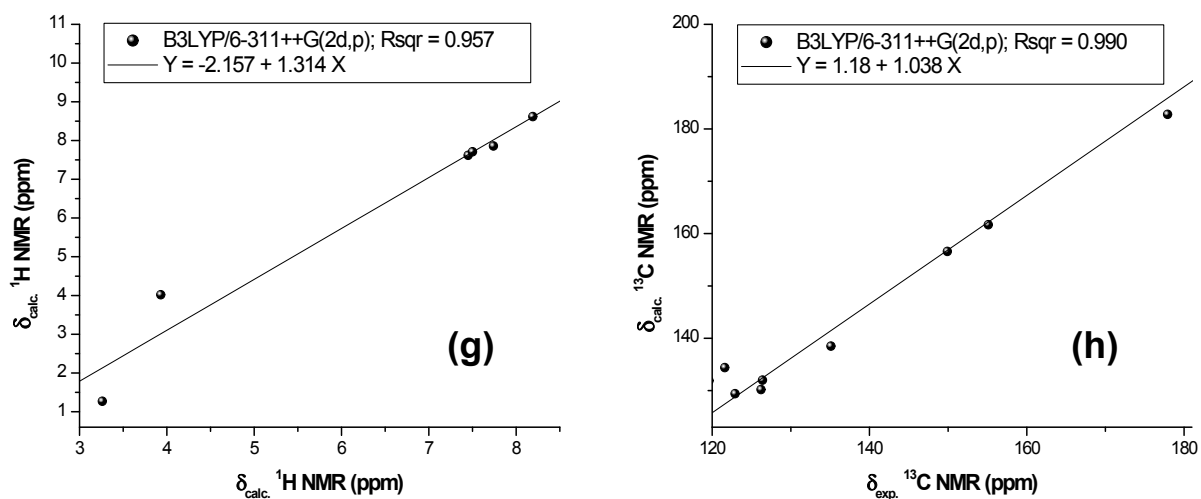 B3LYP/6-311++G(2d,p); Rsqr = 0.957
Y = -2.157 + 1.314 X
11
10
9
8
7
6
5
4
3
2
1
δcalc. ¹H NMR (ppm)
(g)
3 4 5 6 7 8
δcalc. ¹H NMR (ppm)
B3LYP/6-311++G(2d,p); Rsqr = 0.990
Y = 1.18 + 1.038 X
200
180
160
140
δcalc. ¹³C NMR (ppm)
(h)
120 140 160 180
δexp. ¹³C NMR (ppm)